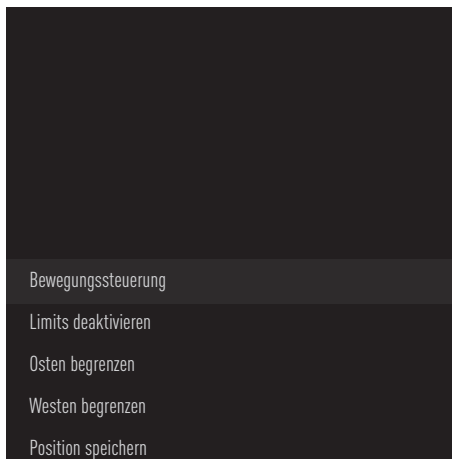 Bewegungssteuerung
Limits deaktivieren
Osten begrenzen
Westen begrenzen
Position speichern